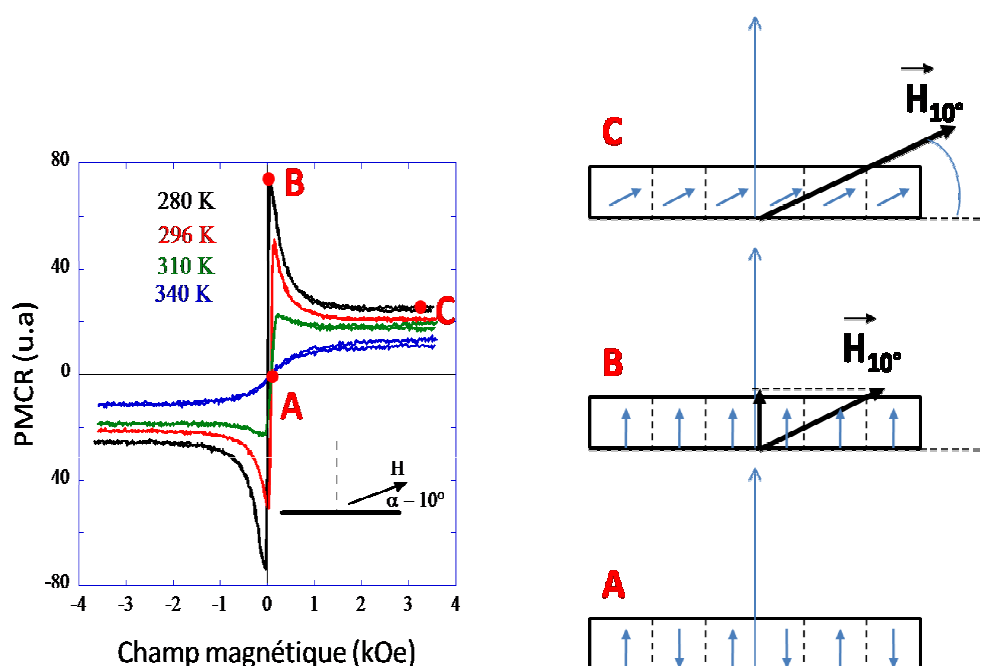 80
40
0
40
-80
-4
-3
-2
-1
0
1
2
3
4
PMCR (u.a)
Champ magnétique (kOe)
280 K
296 K
310 K
340 K
B
C
A
H
α – 10°
C
H10°
B
H10°
A